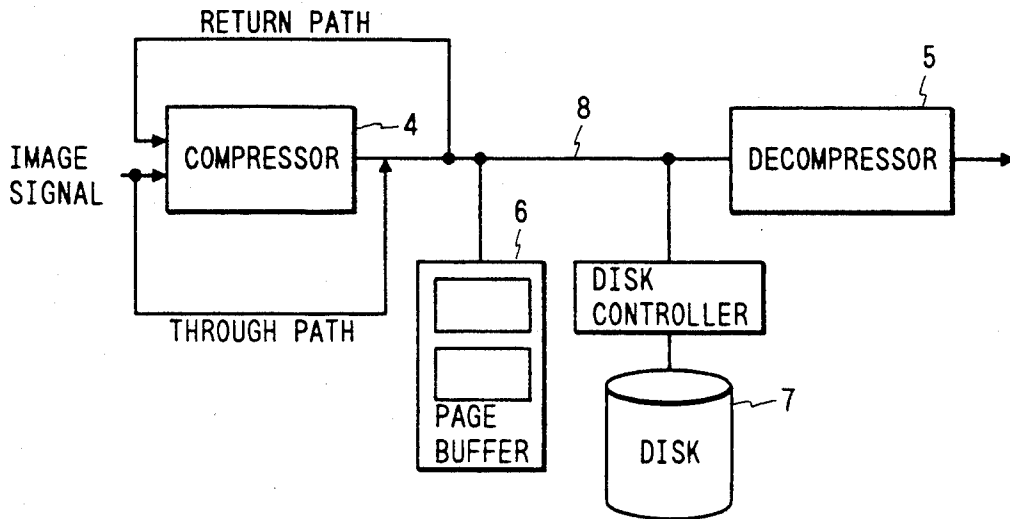 RETURN PATH
5
4
8
IMAGE
SIGNAL
COMPRESSOR
DECOMPRESSOR
6
THROUGH PATH
DISK
CONTROLLER
PAGE
BUFFER
7
DISK